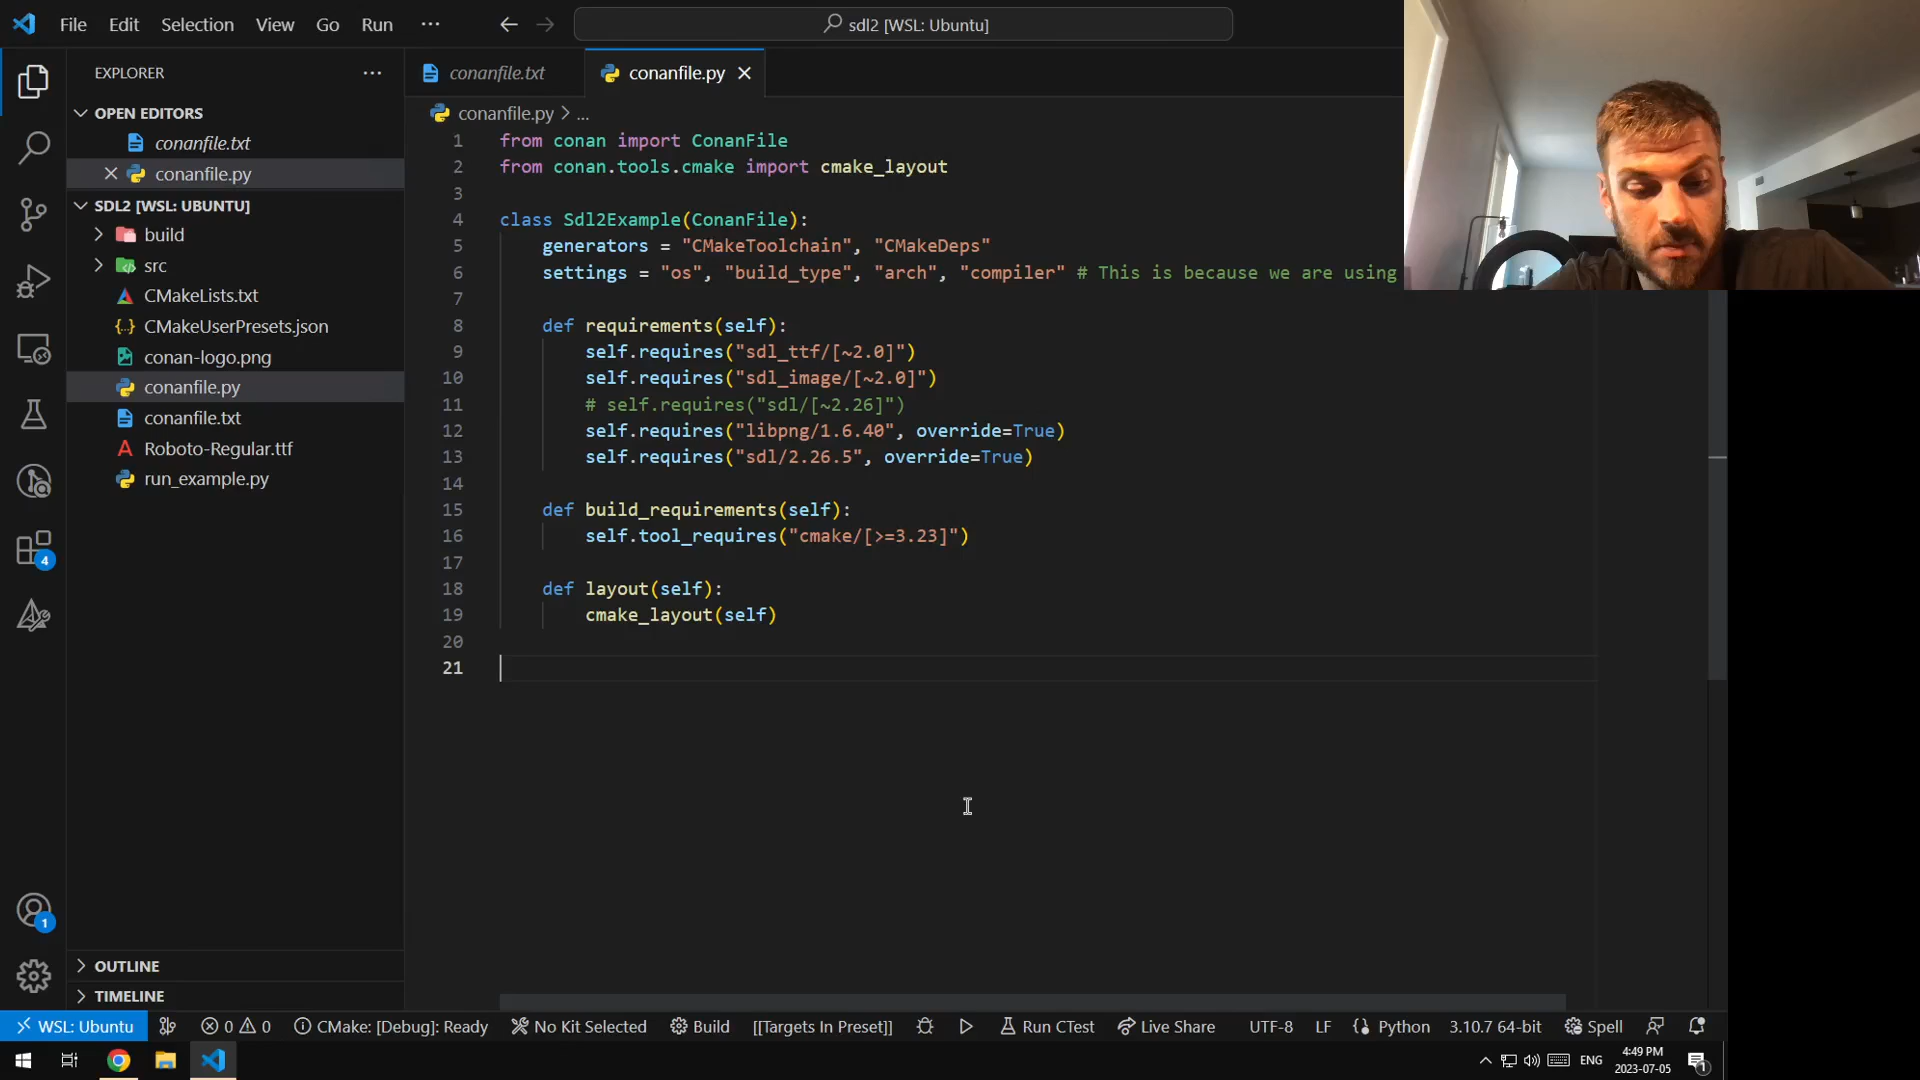 File Edit Selection View Go Run ···
sdl2 [WSL: Ubuntu]
EXPLORER
OPEN EDITORS
conanfile.txt
conanfile.py
SDL2 [WSL: UBUNTU]
build
src
CMakeLists.txt
CMakeUserPresets.json
conan-logo.png
conanfile.py
conanfile.txt
Roboto-Regular.ttf
run_example.py
OUTLINE
TIMELINE
4
1
conanfile.txt conanfile.py
conanfile.py > ...
1 from conan import ConanFile
2 from conan.tools.cmake import cmake_layout
3
4 class Sdl2Example(ConanFile):
5 generators = "CMakeToolchain", "CMakeDeps"
6 settings = "os", "build_type", "arch", "compiler" # This is because we are using
7
8 def requirements(self):
9 self.requires("sdl_ttf/[~2.0]")
10 self.requires("sdl_image/[~2.0]")
11 # self.requires("sdl/[~2.26]")
12 self.requires("libpng/1.6.40", override=True)
13 self.requires("sdl/2.26.5", override=True)
14
15 def build_requirements(self):
16 self.tool_requires("cmake/[>=3.23]")
17
18 def layout(self):
19 cmake_layout(self)
20
21
WSL: Ubuntu 0 0 CMake: [Debug]: Ready No Kit Selected Build [[Targets In Preset]] Run CTest Live Share UTF-8 LF Python 3.10.7 64-bit Spell
ENG 4:49 PM
2023-07-05
1